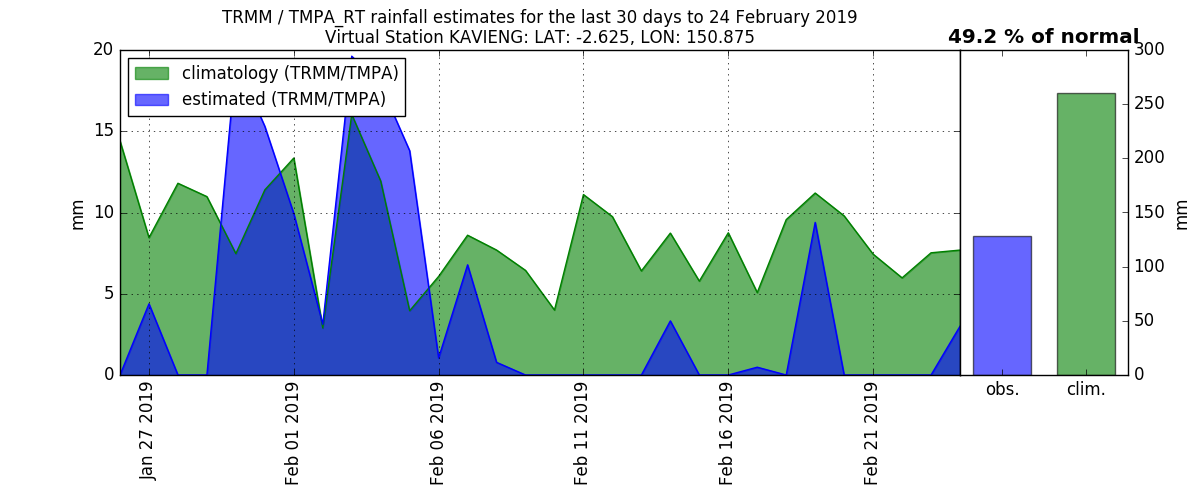 TRMM / TMPA_RT rainfall estimates for the last 30 days to 24 February 2019
Virtual Station KAVIENG: LAT: -2.625, LON: 150.875
49.2 % of normal
climatology (TRMM/TMPA)
estimated (TRMM/TMPA)
20
15
10
5
0
mm
Jan 27 2019
Feb 01 2019
Feb 06 2019
Feb 11 2019
Feb 16 2019
Feb 21 2019
obs.
clim.
300
250
200
150
100
50
0
mm